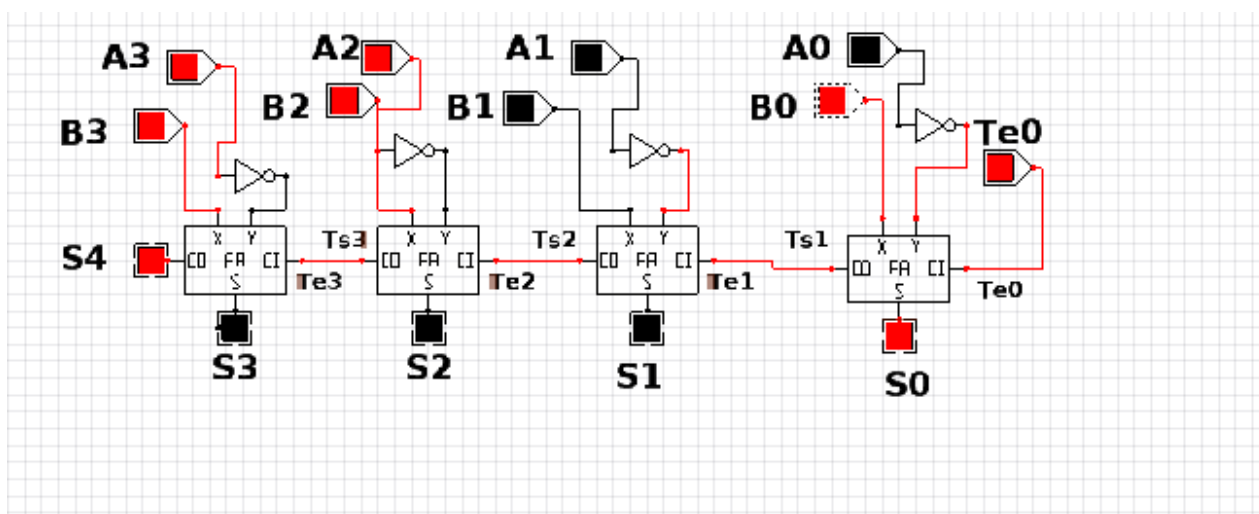 A3
A2
A1
A0
B3
B2
B1
B0
Te0
X Y
X Y
X Y
X Y
S4
CO FA CI
S
Ts3
Te3
CO FA CI
S
Ts2
Te2
CO FA CI
S
Ts1
Te1
CO FA CI
S
Te0
S3
S2
S1
S0